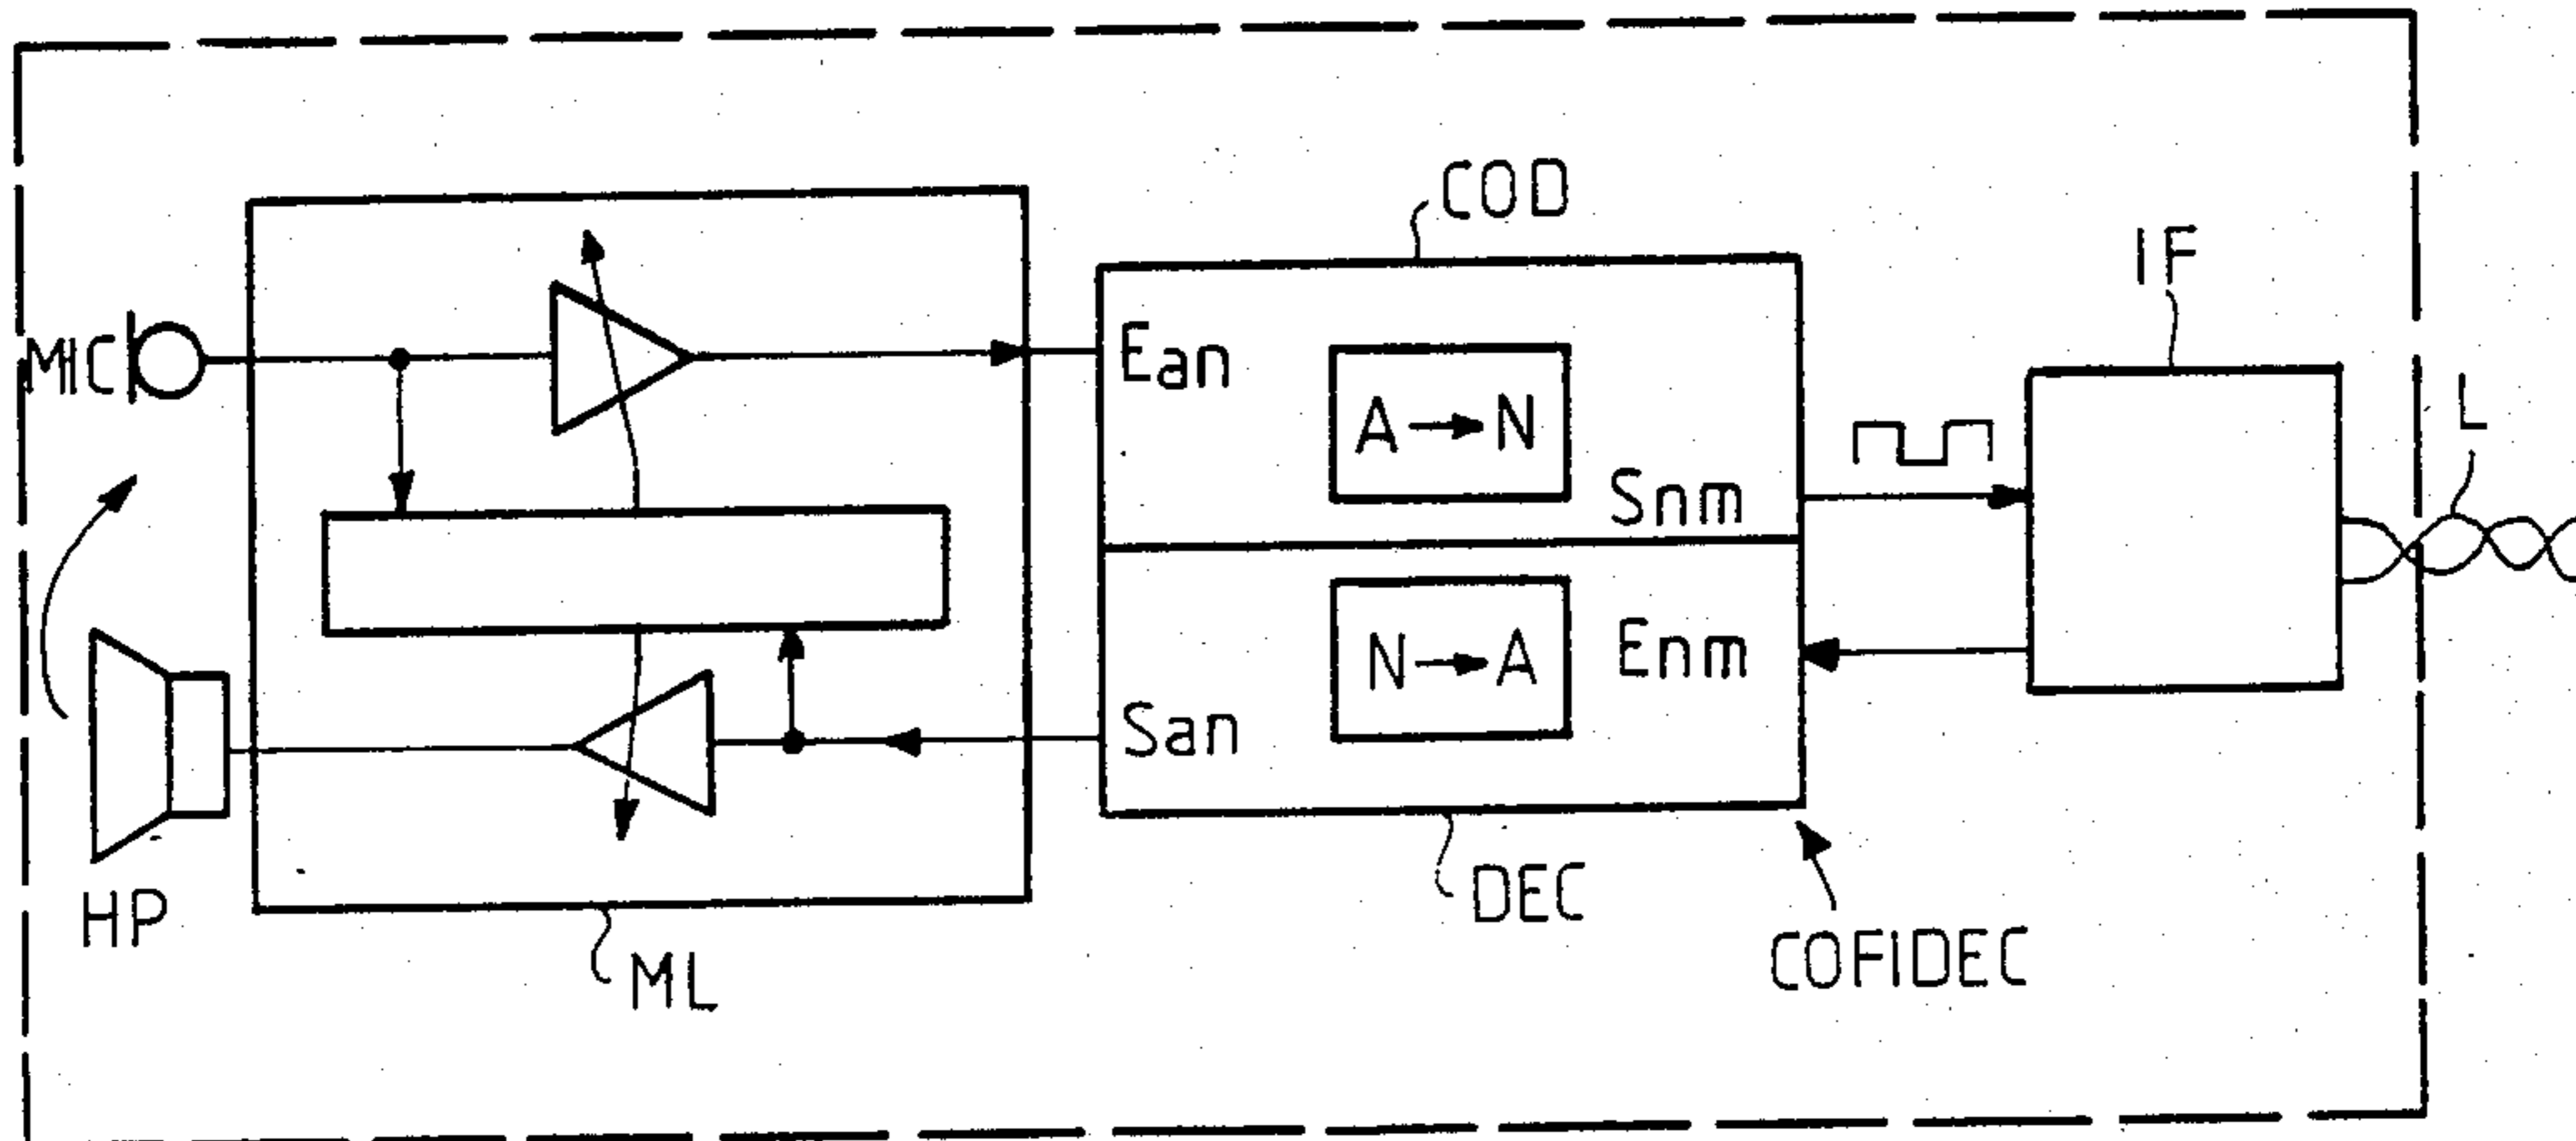 COD
IF
MIC
Ean
L
A→N
Snm
N→A
Enm
San
HP
DEC
ML
COFIDEC